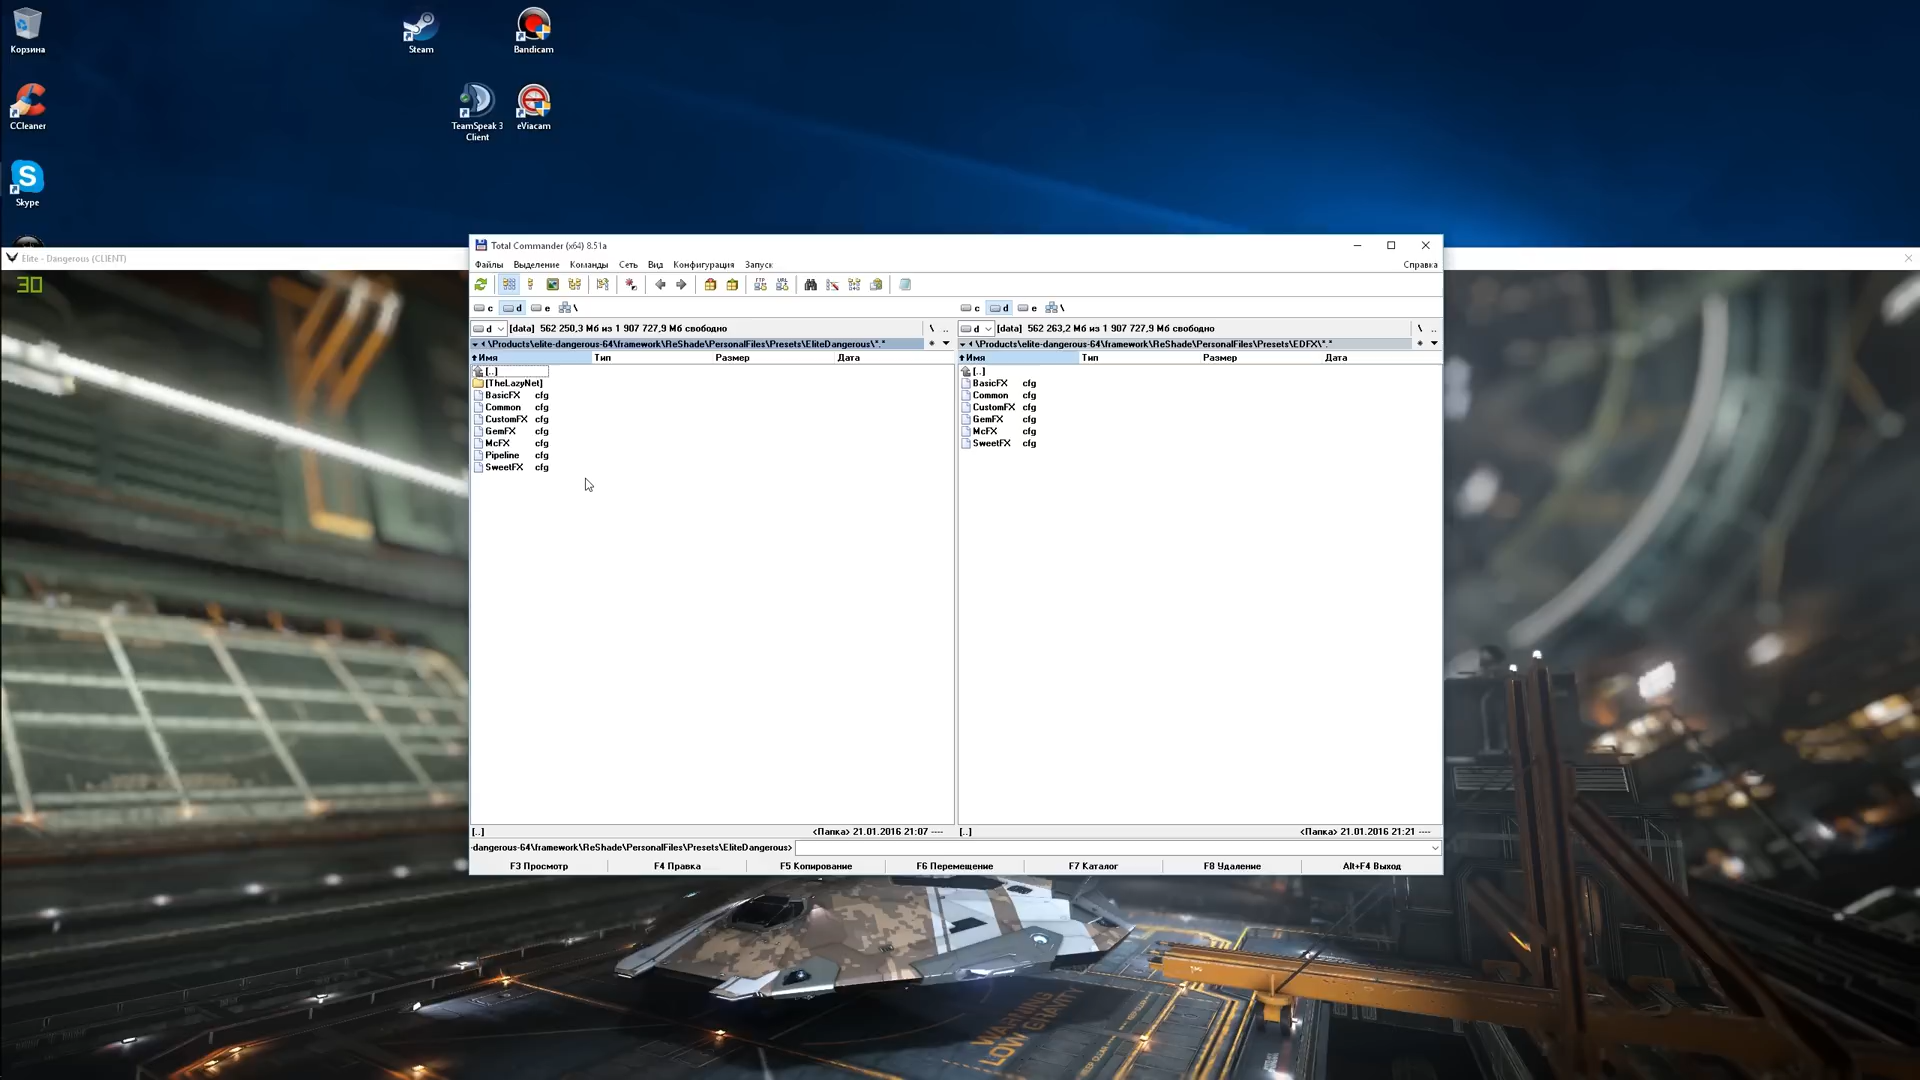 Корзина
Steam
Bandicam
CCleaner
TeamSpeak 3
Client
eViacam
Skype
Elite - Dangerous (CLIENT)
30
Total Commander (x64) 8.51a
Файлы Выделение Команды Сеть Вид Конфигурация Запуск Справка
c d e \
c d e \
d [data] 562 250,3 Мб из 1 907 727,9 Мб свободно \ ..
d [data] 562 263,2 Мб из 1 907 727,9 Мб свободно \ ..
\Products\elite-dangerous-64\framework\ReShade\PersonalFiles\Presets\EliteDangerous\*.* *
\Products\elite-dangerous-64\framework\ReShade\PersonalFiles\Presets\EDFX\*.* *
Имя Тип Размер Дата
[..]
[TheLazyNet]
BasicFX cfg
Common cfg
CustomFX cfg
GemFX cfg
McFX cfg
Pipeline cfg
SweetFX cfg
Имя Тип Размер Дата
[..]
BasicFX cfg
Common cfg
CustomFX cfg
GemFX cfg
McFX cfg
SweetFX cfg
[..] <Папка> 21.01.2016 21:07 ----
[..] <Папка> 21.01.2016 21:21 ----
-dangerous-64\framework\ReShade\PersonalFiles\Presets\EliteDangerous>
F3 Просмотр F4 Правка F5 Копирование F6 Перемещение F7 Каталог F8 Удаление Alt+F4 Выход
WARNING
LOW GRAVITY